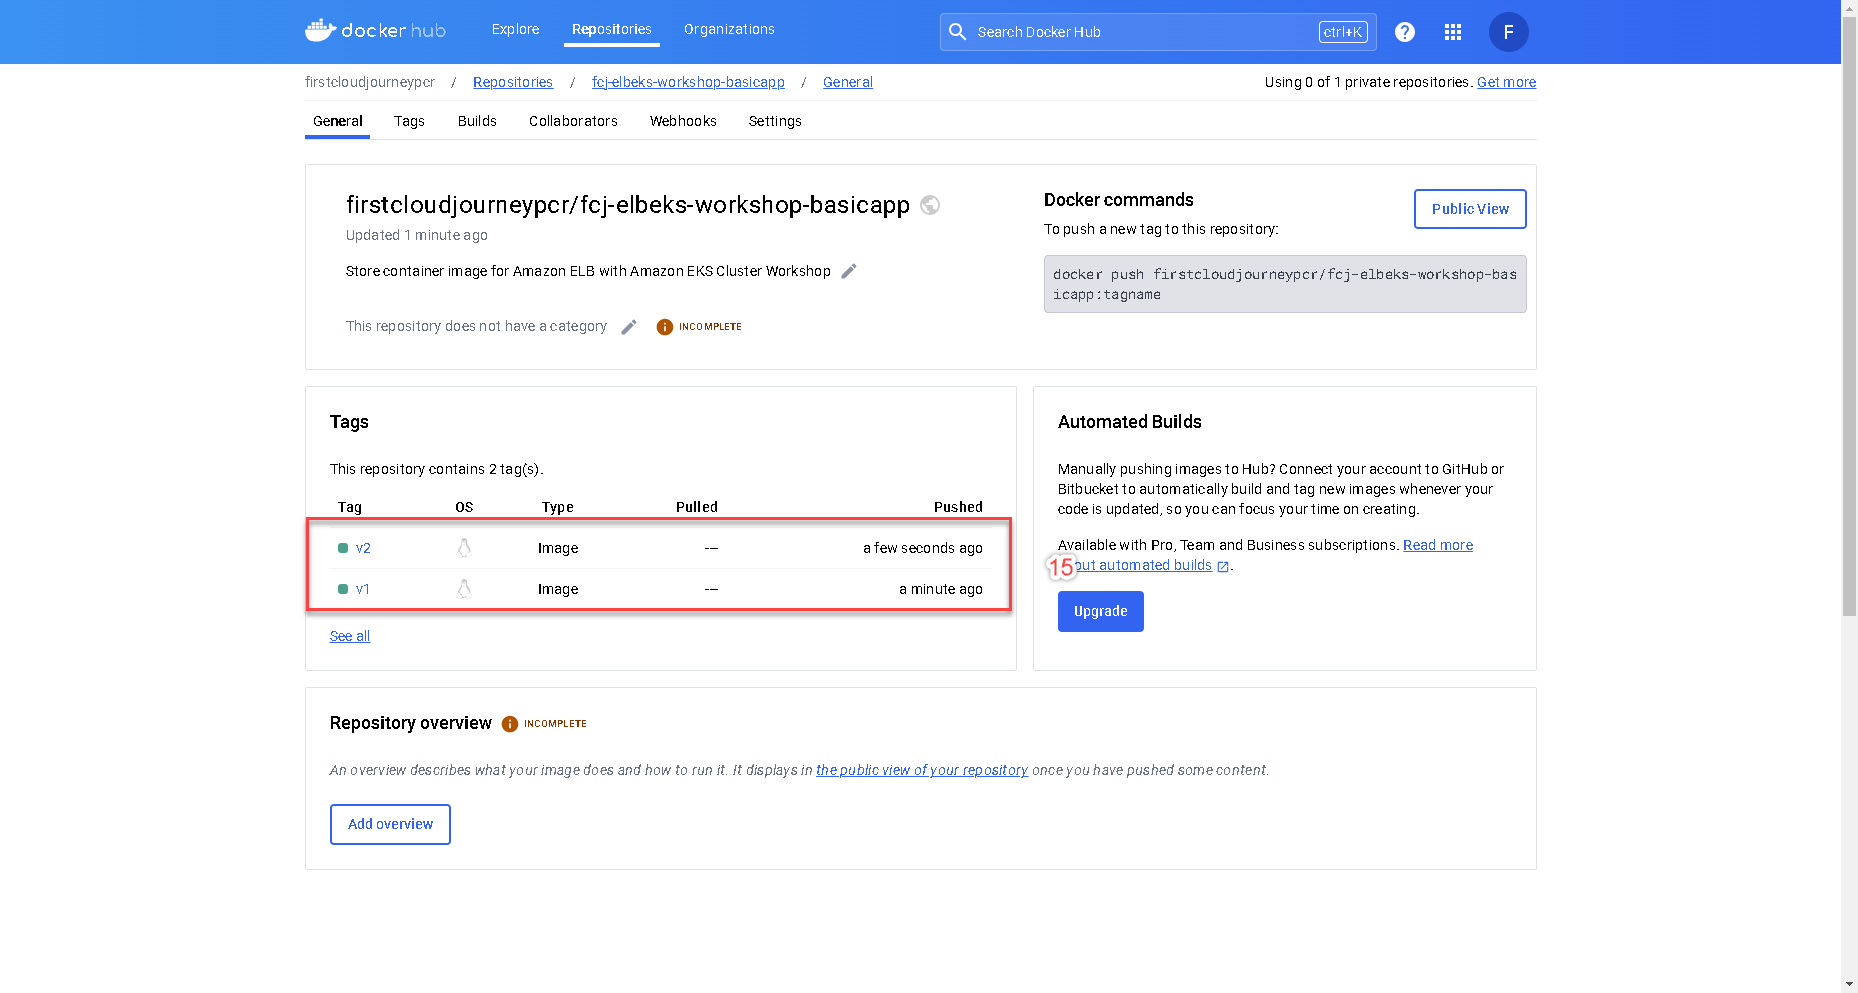 docker hub
Explore
Repositories
Organizations
Search Docker Hub
ctrl+K
?
F
firstcloudjourneypcr / Repositories / fcj-elbeks-workshop-basicapp / General
Using 0 of 1 private repositories. Get more
General
Tags
Builds
Collaborators
Webhooks
Settings
firstcloudjourneypcr/fcj-elbeks-workshop-basicapp
Updated 1 minute ago
Store container image for Amazon ELB with Amazon EKS Cluster Workshop
This repository does not have a category
INCOMPLETE
Docker commands
Public View
To push a new tag to this repository:
docker push firstcloudjourneypcr/fcj-elbeks-workshop-bas
icapp:tagname
Tags
This repository contains 2 tag(s).
Tag OS Type Pulled Pushed
v2 Image --- a few seconds ago
v1 Image --- a minute ago
See all
Automated Builds
Manually pushing images to Hub? Connect your account to GitHub or
Bitbucket to automatically build and tag new images whenever your
code is updated, so you can focus your time on creating.
Available with Pro, Team and Business subscriptions. Read more
15
automated builds.
Upgrade
Repository overview
INCOMPLETE
An overview describes what your image does and how to run it. It displays in the public view of your repository once you have pushed some content.
Add overview